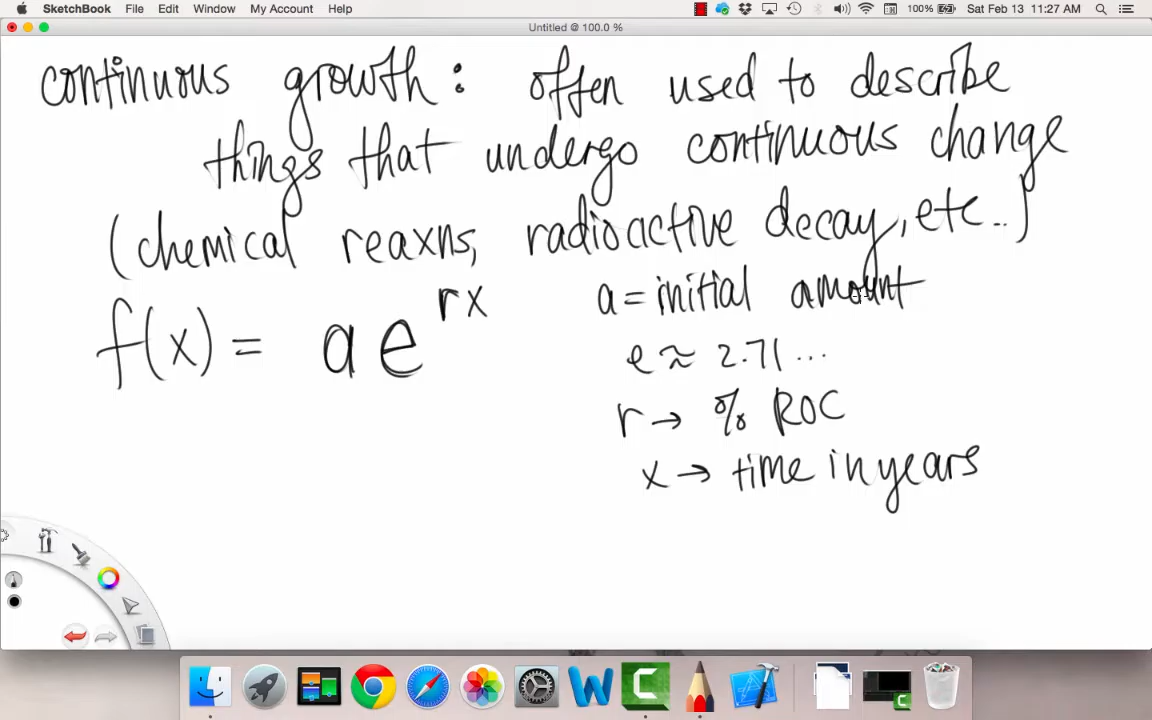 SketchBook File Edit Window My Account Help 100% Sat Feb 13 11:27 AM
Untitled @ 100.0 %
continuous growth: often used to describe
things that undergo continuous change
(chemical reaxns, radioactive decay, etc..)
f(x) = a e^rx
a = initial amount
e ≈ 2.71 ...
r → % ROC
x → time in years